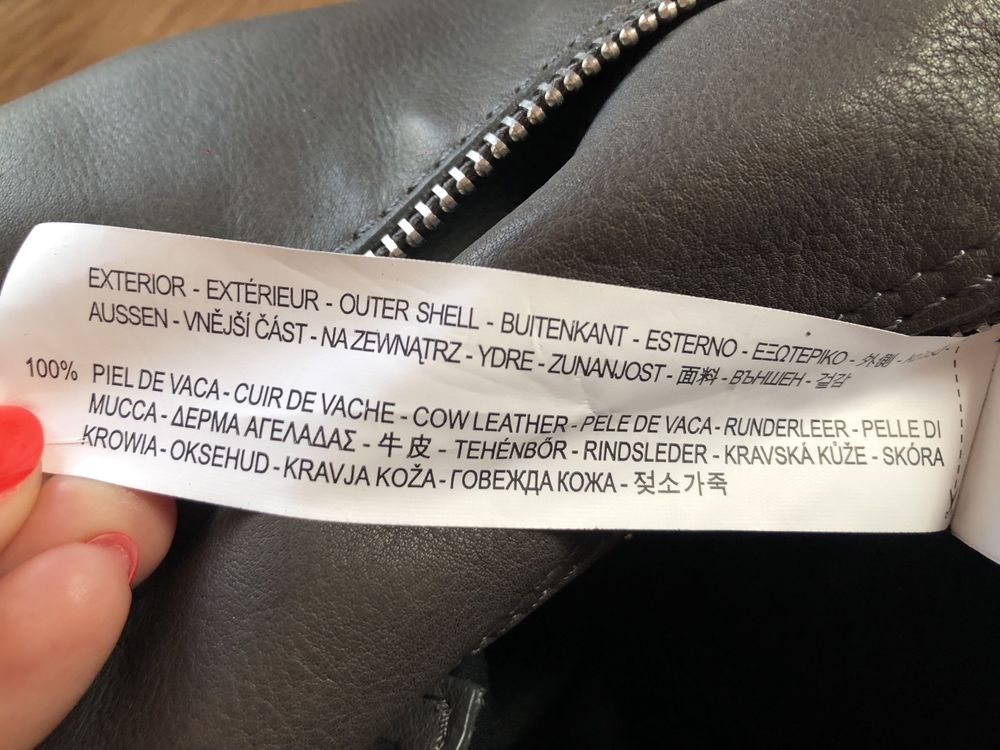 EXTERIOR - EXTÉRIEUR - OUTER SHELL - BUITENKANT - ESTERNO - ΕΞΩΤΕΡΙΚΟ - 外側 -
AUSSEN - VNĚJŠÍ ČÁST - NA ZEWNĄTRZ - YDRE - ZUNANJOST - 面料 - ВЪНШЕН - 겉감
100% PIEL DE VACA - CUIR DE VACHE - COW LEATHER - PELE DE VACA - RUNDERLEER - PELLE DI
MUCCA - ΔΕΡΜΑ ΑΓΕΛΑΔΑΣ - 牛皮 - TEHÉNBŐR - RINDSLEDER - KRAVSKÁ KŮŽE - SKÓRA
KROWIA - OKSEHUD - KRAVJA KOŽA - ГОВЕЖДА КОЖА - 젖소가죽